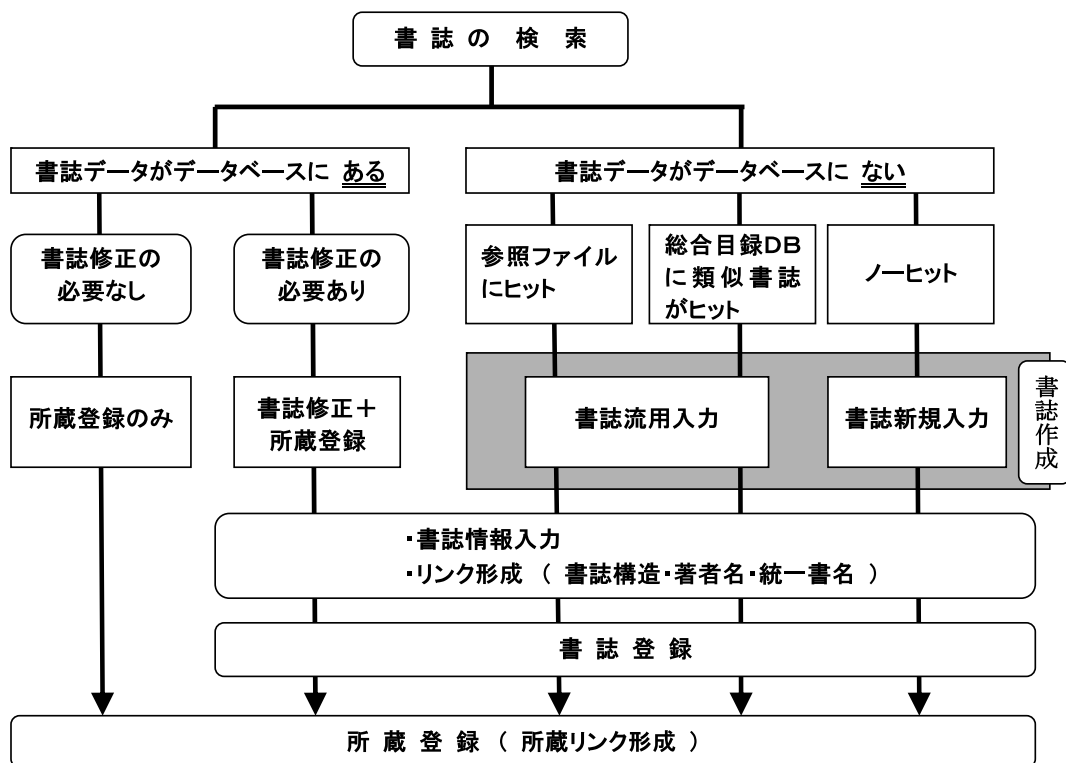 書誌の検索
書誌データがデータベースに ある
書誌データがデータベースに ない
書誌修正の
必要なし
書誌修正の
必要あり
参照ファイル
にヒット
総合目録DB
に類似書誌
がヒット
ノーヒット
所蔵登録のみ
書誌修正＋
所蔵登録
書誌流用入力
書誌新規入力
書誌作成
・書誌情報入力
・リンク形成 （ 書誌構造・著者名・統一書名 ）
書誌登録
所蔵登録（ 所蔵リンク形成 ）